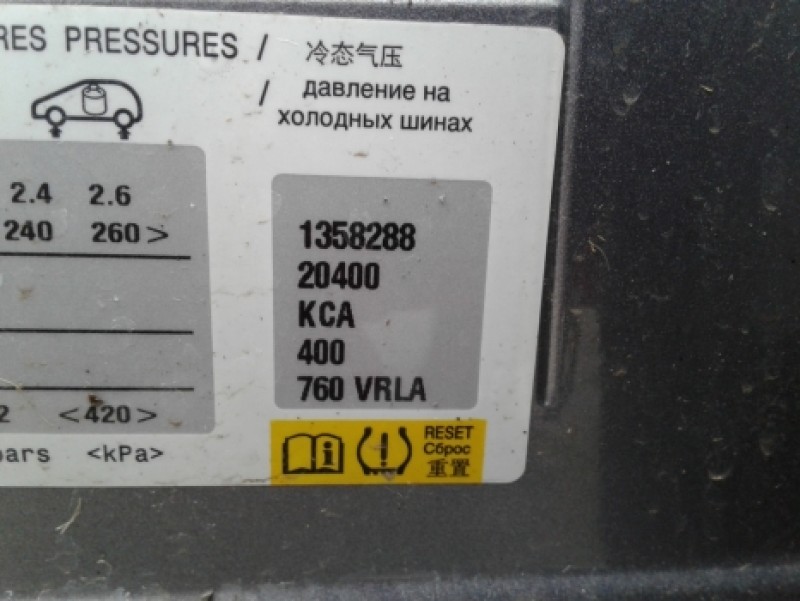 RES PRESSURES / 冷态气压
/ давление на
холодных шинах
2.4 2.6
240 260>
1358288
20400
KCA
400
760 VRLA
2 <420>
bars <kPa>
RESET
Сброс
重置